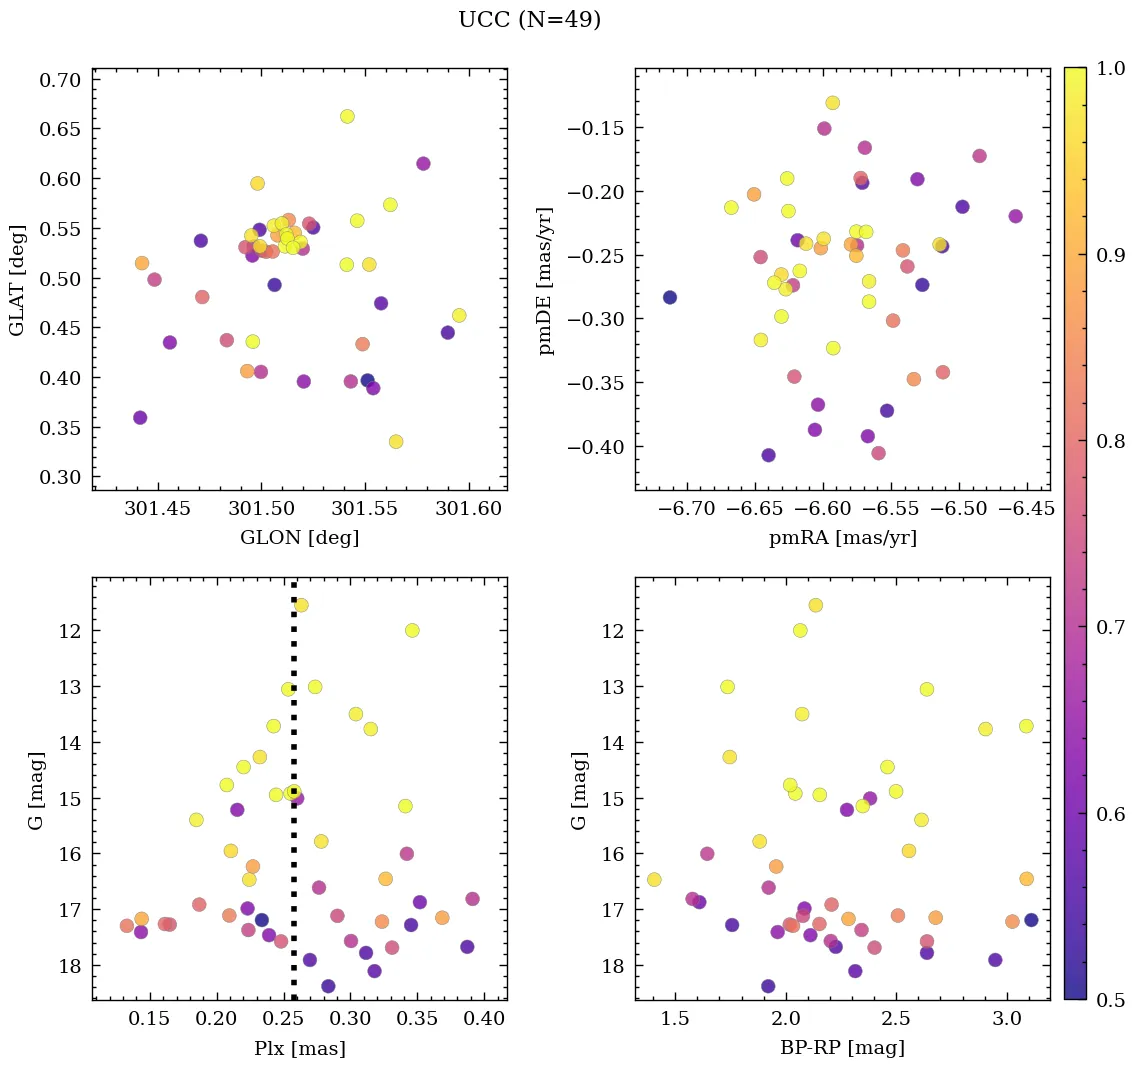 UCC (N=49)
0.70
0.65
0.60
0.55
0.50
0.45
0.40
0.35
0.30
GLAT [deg]
301.45 301.50 301.55 301.60
GLON [deg]
−0.15
−0.20
−0.25
−0.30
−0.35
−0.40
pmDE [mas/yr]
−6.70 −6.65 −6.60 −6.55 −6.50 −6.45
pmRA [mas/yr]
12
13
14
15
16
17
18
G [mag]
0.15 0.20 0.25 0.30 0.35 0.40
Plx [mas]
12
13
14
15
16
17
18
G [mag]
1.5 2.0 2.5 3.0
BP-RP [mag]
1.0
0.9
0.8
0.7
0.6
0.5